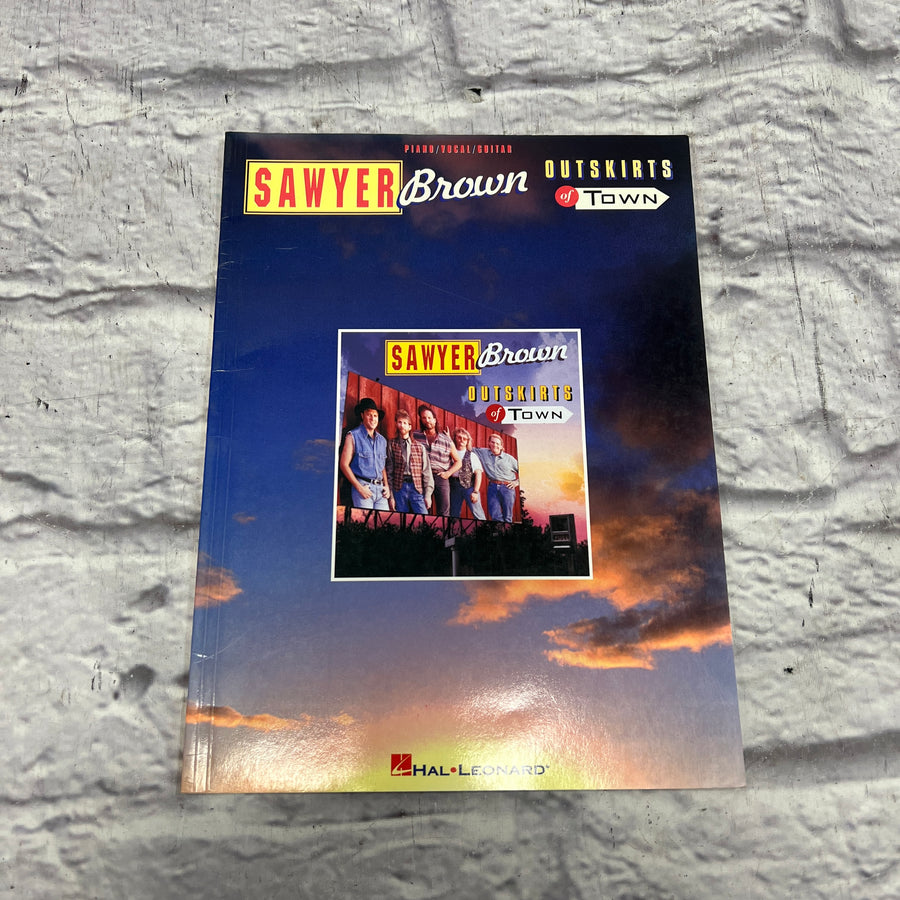 PIANO/VOCAL/GUITAR
SAWYER Brown
OUTSKIRTS
of TOWN
SAWYER Brown
OUTSKIRTS
of TOWN
HAL•LEONARD®